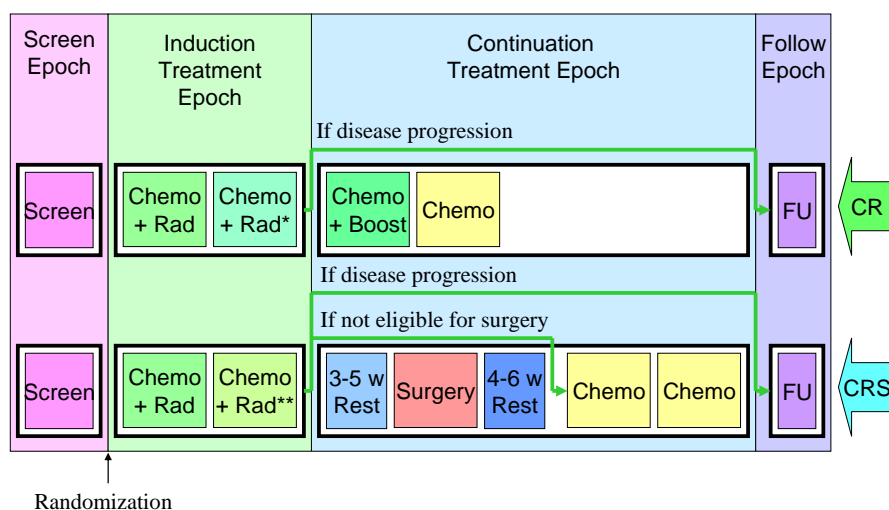 Screen
Epoch
Induction
Treatment
Epoch
Continuation
Treatment Epoch
Follow
Epoch
If disease progression
Screen
Chemo
+ Rad
Chemo
+ Rad*
Chemo
+ Boost
Chemo
FU
CR
If disease progression
If not eligible for surgery
Screen
Chemo
+ Rad
Chemo
+ Rad**
3-5 w
Rest
Surgery
4-6 w
Rest
Chemo
Chemo
FU
CRS
Randomization